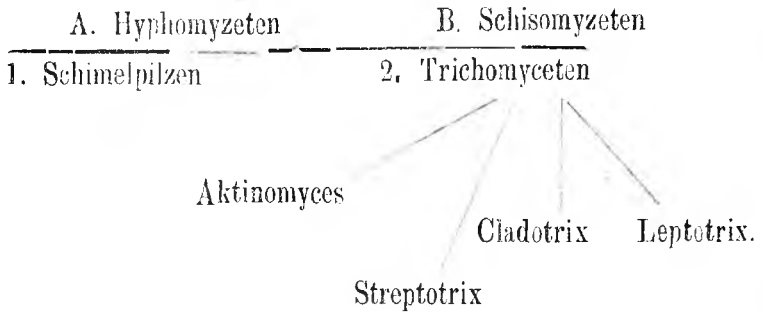 A. Hyphomyzeten B. Schisomyzeten
1. Schimelpilzen 2. Trichomyceten
Aktinomyces
Cladotrix Leptotrix.
Streptotrix